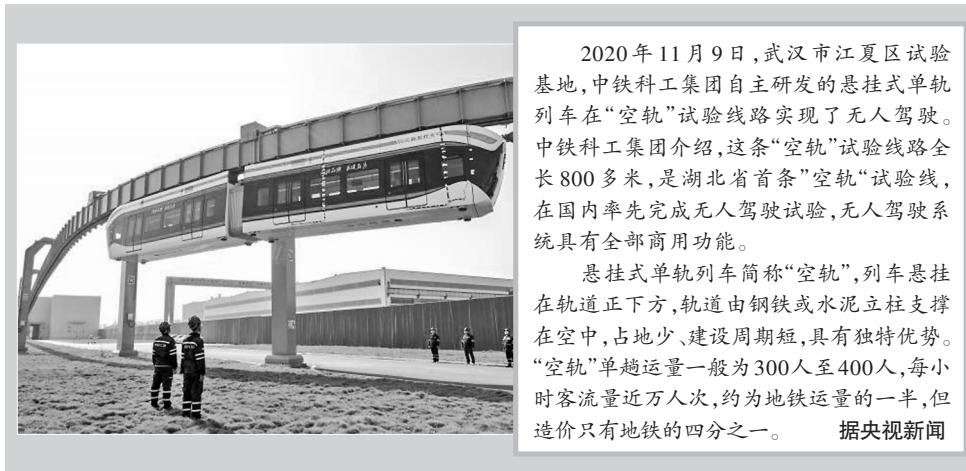 2020年11月9日，武汉市江夏区试验
基地，中铁科工集团自主研发的悬挂式单轨
列车在“空轨”试验线路实现了无人驾驶。
中铁科工集团介绍，这条“空轨”试验线路全
长800多米，是湖北省首条”空轨“试验线，
在国内率先完成无人驾驶试验，无人驾驶系
统具有全部商用功能。
悬挂式单轨列车简称“空轨”，列车悬挂
在轨道正下方，轨道由钢铁或水泥立柱支撑
在空中，占地少、建设周期短，具有独特优势。
“空轨”单趟运量一般为300人至400人，每小
时客流量近万人次，约为地铁运量的一半，但
造价只有地铁的四分之一。 据央视新闻